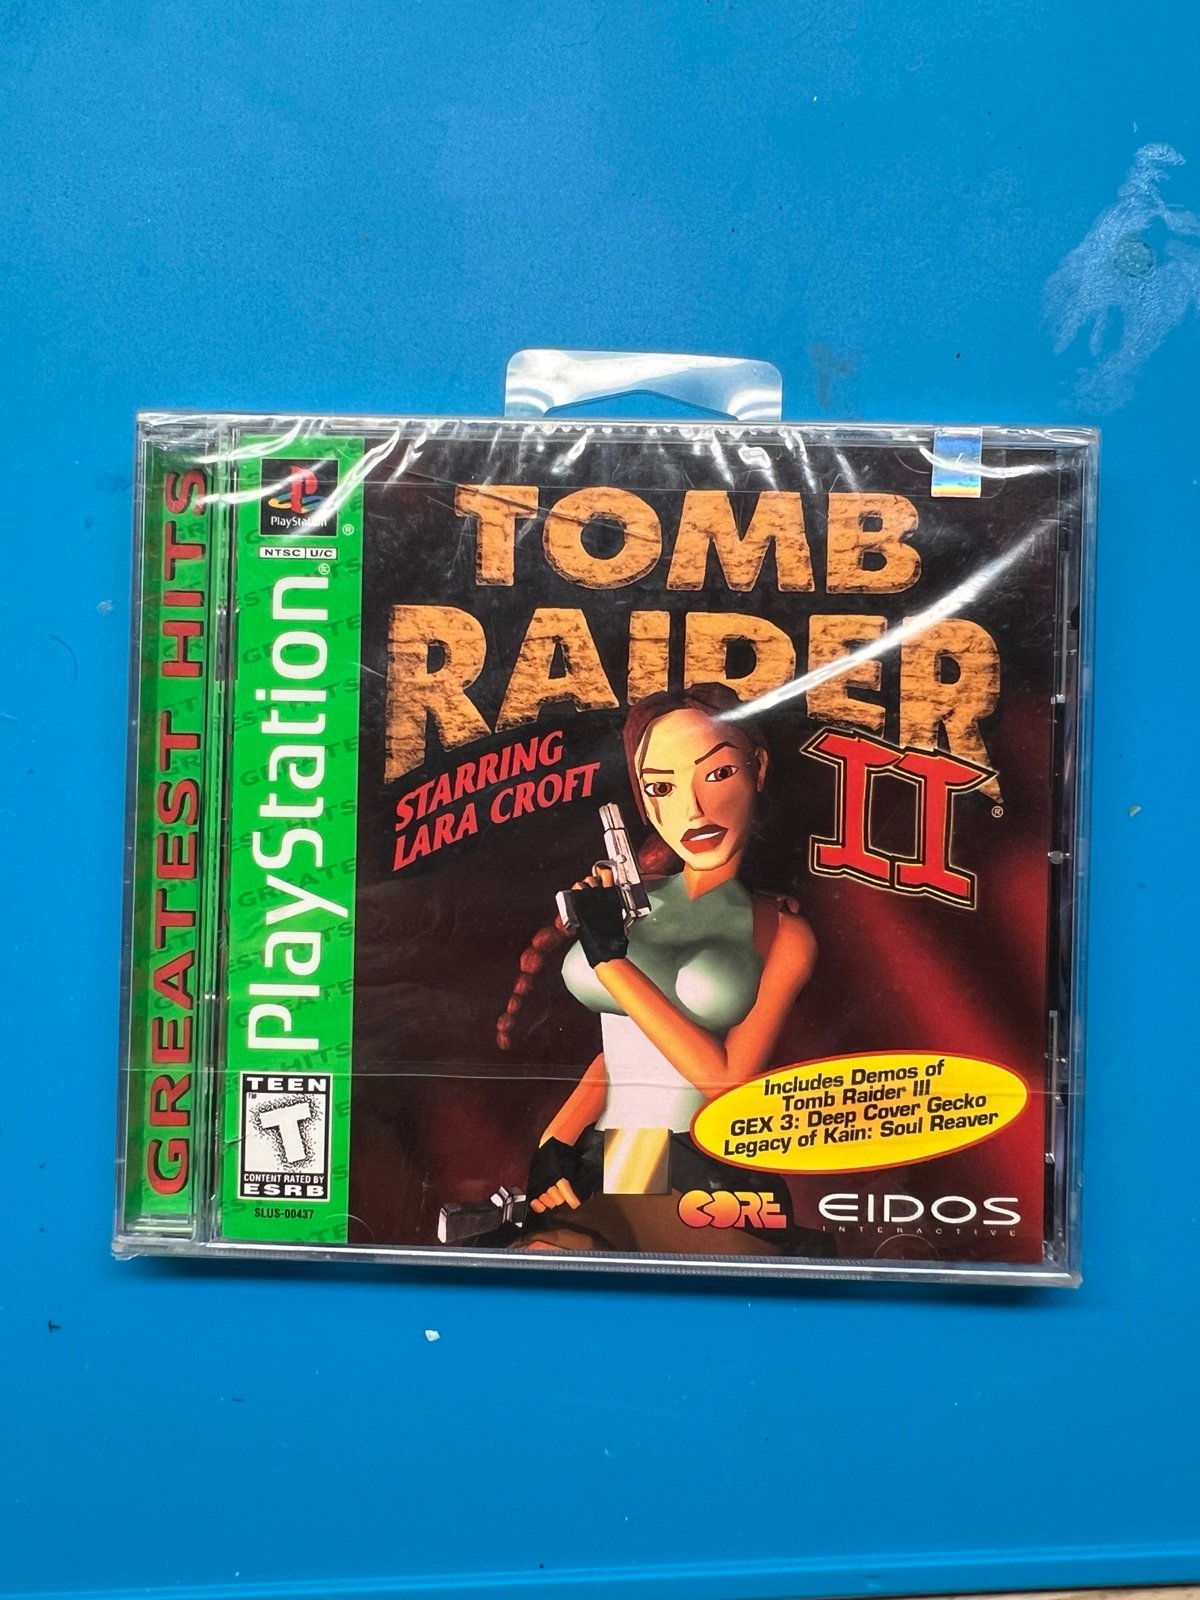 GREATEST HITS
PlayStation
NTSC U/C
PlayStation
TEEN
T
CONTENT RATED BY
ESRB
SLUS-00437
TOMB
RAIDER
II
STARRING
LARA CROFT
Includes Demos of
Tomb Raider III
GEX 3: Deep Cover Gecko
Legacy of Kain: Soul Reaver
CORE
EIDOS
INTERACTIVE